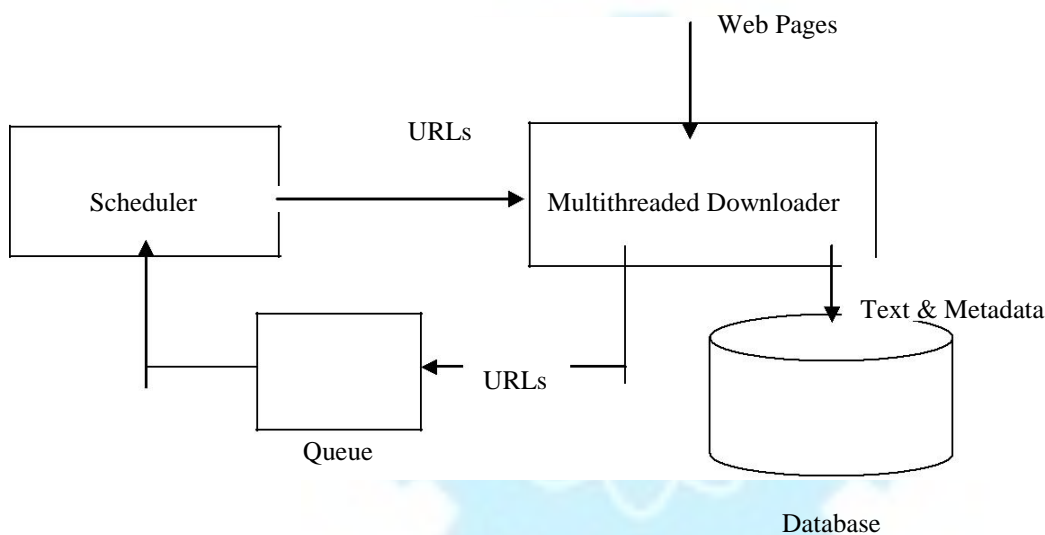 Web Pages
URLs
Scheduler
Multithreaded Downloader
Text & Metadata
URLs
Queue
Database